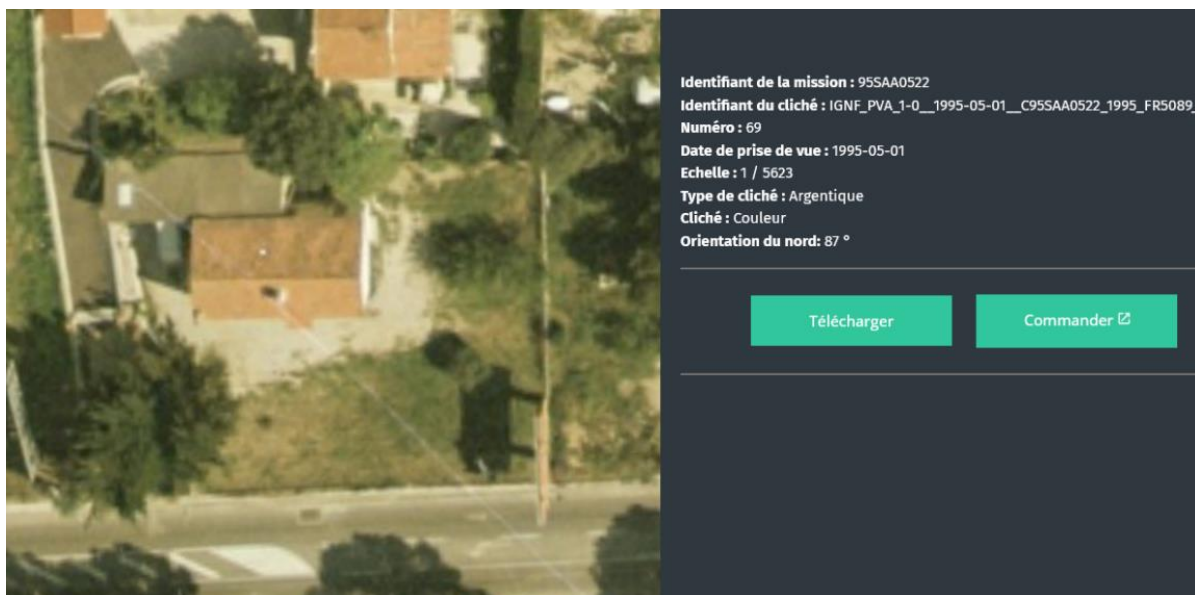 Identifiant de la mission : 95SAA0522
Identifiant du cliché : IGNF_PVA_1-0__1995-05-01__C95SAA0522_1995_FR5089_
Numéro : 69
Date de prise de vue : 1995-05-01
Echelle : 1 / 5623
Type de cliché : Argentique
Cliché : Couleur
Orientation du nord: 87 °
Télécharger
Commander